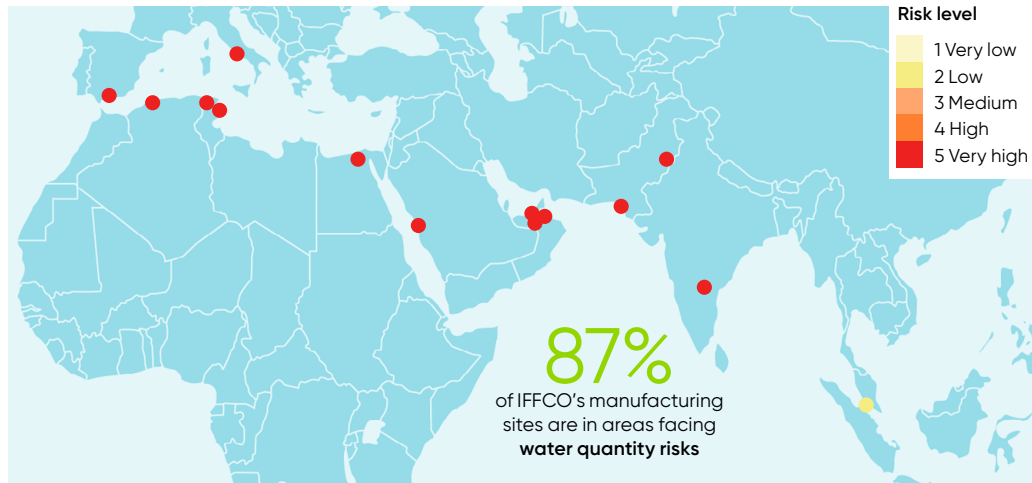 Risk level
1 Very low
2 Low
3 Medium
4 High
5 Very high
87%
of IFFCO's manufacturing
sites are in areas facing
water quantity risks